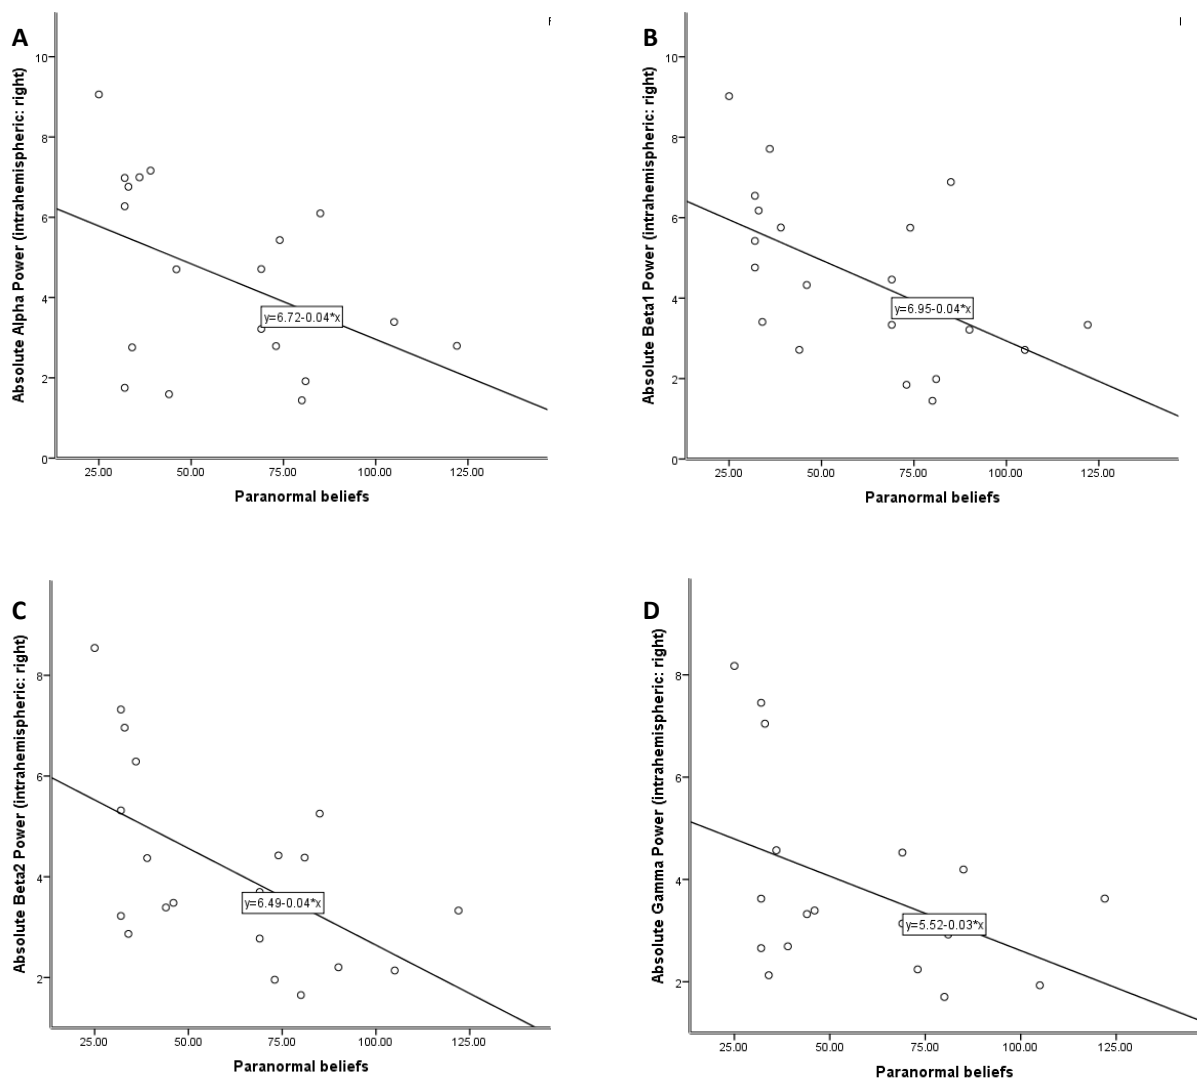 A
Absolute Alpha Power (intrahemispheric: right)
10
8
6
4
2
0
y=6.72-0.04*x
25.00 50.00 75.00 100.00 125.00
Paranormal beliefs
B
Absolute Beta1 Power (intrahemispheric: right)
10
8
6
4
2
0
y=6.95-0.04*x
25.00 50.00 75.00 100.00 125.00
Paranormal beliefs
C
Absolute Beta2 Power (intrahemispheric: right)
8
6
4
2
y=6.49-0.04*x
25.00 50.00 75.00 100.00 125.00
Paranormal beliefs
D
Absolute Gamma Power (intrahemispheric: right)
8
6
4
2
y=5.52-0.03*x
25.00 50.00 75.00 100.00 125.00
Paranormal beliefs